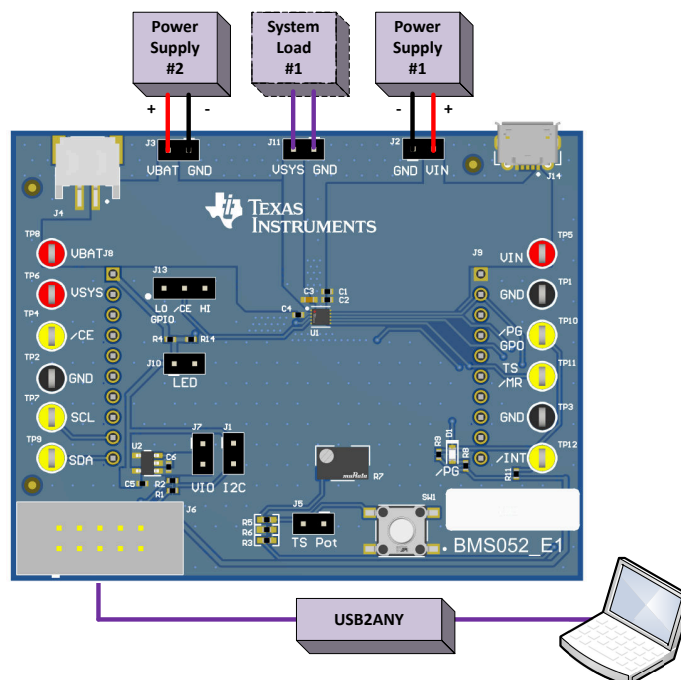 Power
Supply
#2
System
Load
#1
Power
Supply
#1
+
-
-
+
J3
J11
J2
J14
VBAT GND
VSYS GND
GND VIN
J4
TEXAS
INSTRUMENTS
TP8
VBAT
J8
J9
VIN
TP5
TP6
VSYS
J13
GND
TP1
LO /CE HI
GPIO
C3
C1
C2
TP4
/CE
C4
U1
/PG
GPO
TP10
R4
R14
TP2
GND
J10
LED
TS
/MR
TP11
TP7
SCL
GND
TP3
J7
J1
D1
TP9
SDA
U2
C6
R9
R8
/INT
TP12
C5
R2
R1
VIO I2C
R7
muRata
/PG
R11
J6
J5
SW1
R5
R6
R3
TS Pot
BMS052_E1
USB2ANY